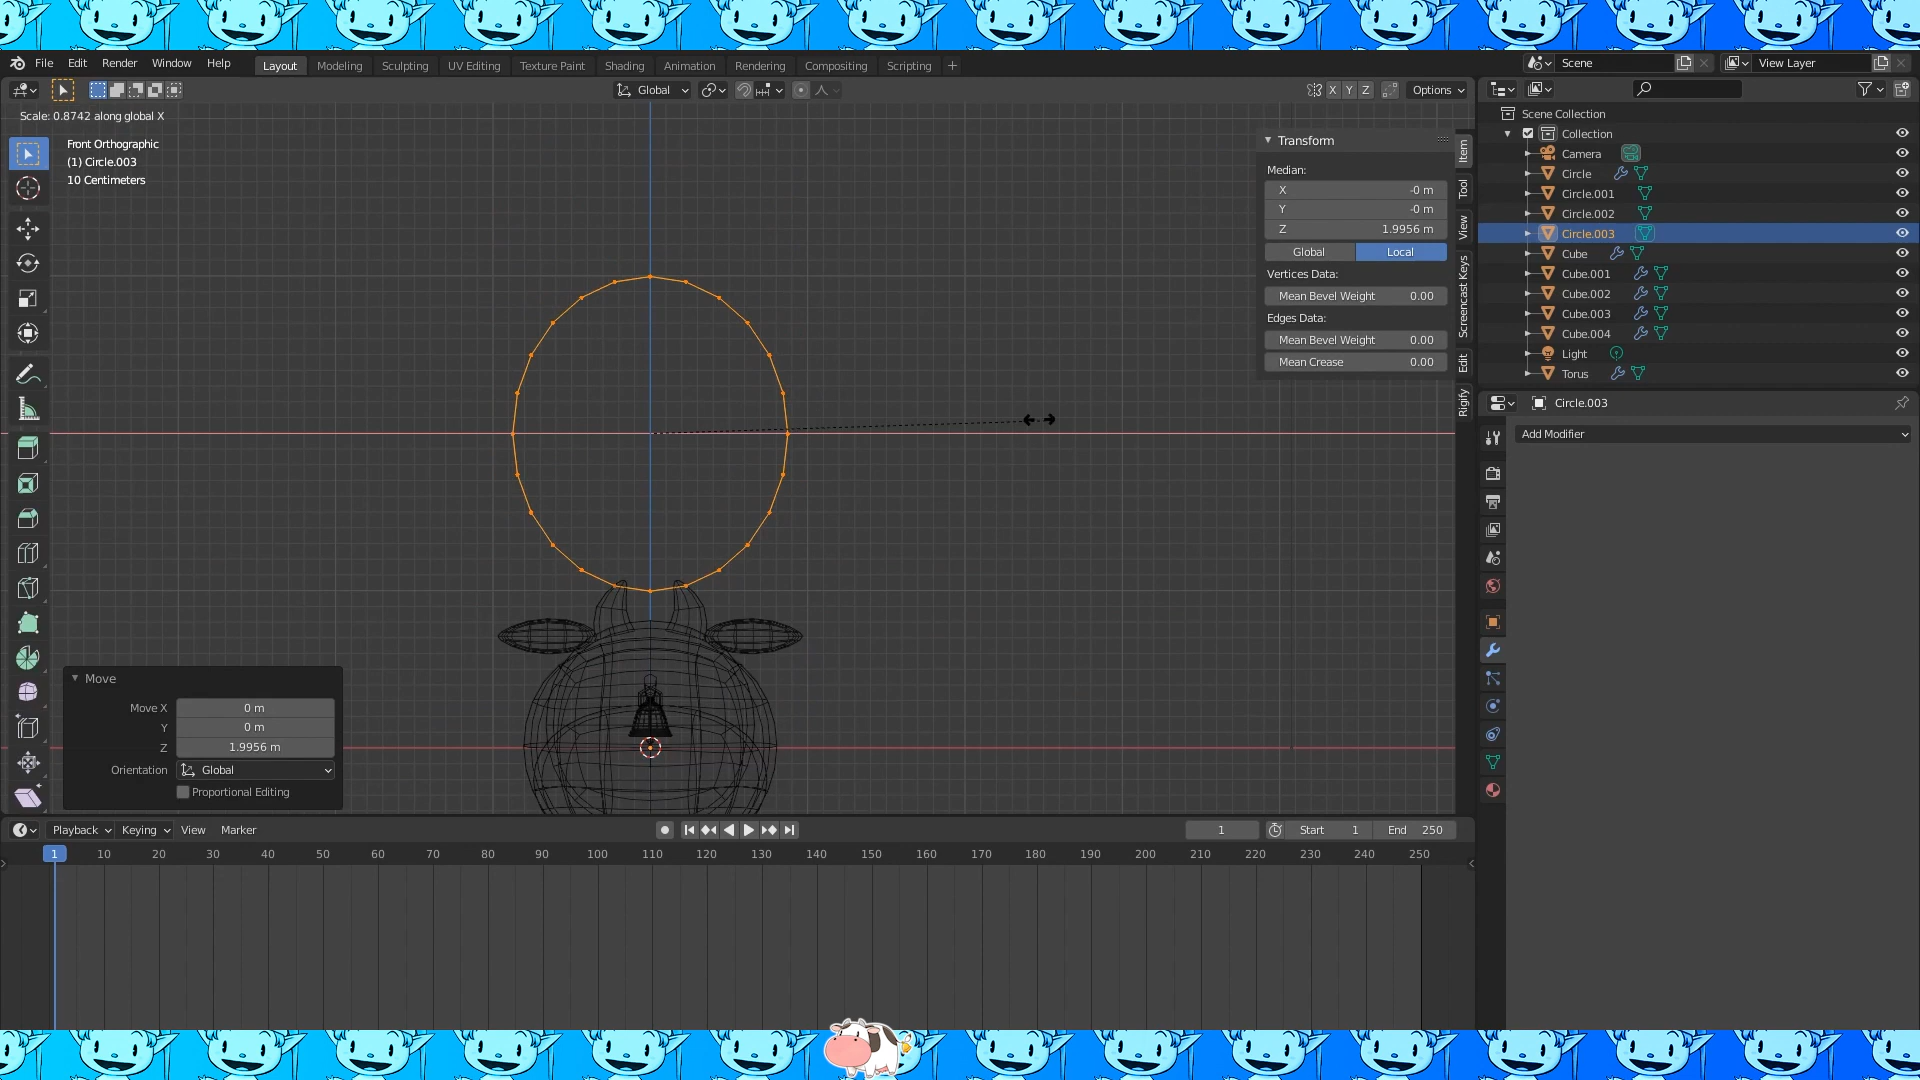 File Edit Render Window Help Layout Modeling Sculpting UV Editing Texture Paint Shading Animation Rendering Compositing Scripting + Scene View Layer
Global X Y Z Options
Scale: 0.8742 along global X
Front Orthographic
(1) Circle.003
10 Centimeters
Transform
Median:
X -0 m
Y -0 m
Z 1.9956 m
Global Local
Vertices Data:
Mean Bevel Weight 0.00
Edges Data:
Mean Bevel Weight 0.00
Mean Crease 0.00
Item
Tool
View
Screencast Keys
Edit
Rigify
Scene Collection
Collection
Camera
Circle
Circle.001
Circle.002
Circle.003
Cube
Cube.001
Cube.002
Cube.003
Cube.004
Light
Torus
Circle.003
Add Modifier
Move
Move X 0 m
Y 0 m
Z 1.9956 m
Orientation Global
Proportional Editing
Playback Keying View Marker 1 Start 1 End 250
1 10 20 30 40 50 60 70 80 90 100 110 120 130 140 150 160 170 180 190 200 210 220 230 240 250